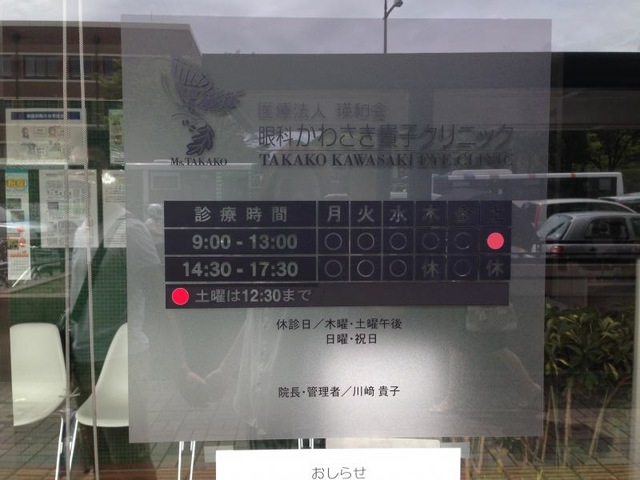 医療法人 瑛和会
眼科かわさき貴子クリニック
Ms.TAKAKO
TAKAKO KAWASAKI EYE CLINIC
診療時間 月 火 水 木 金 土
9:00 - 13:00 ○ ○ ○ ○ ○ ●
14:30 - 17:30 ○ ○ ○ 休 ○ 休
● 土曜は12:30まで
休診日／木曜・土曜午後
日曜・祝日
院長・管理者／川﨑 貴子
おしらせ